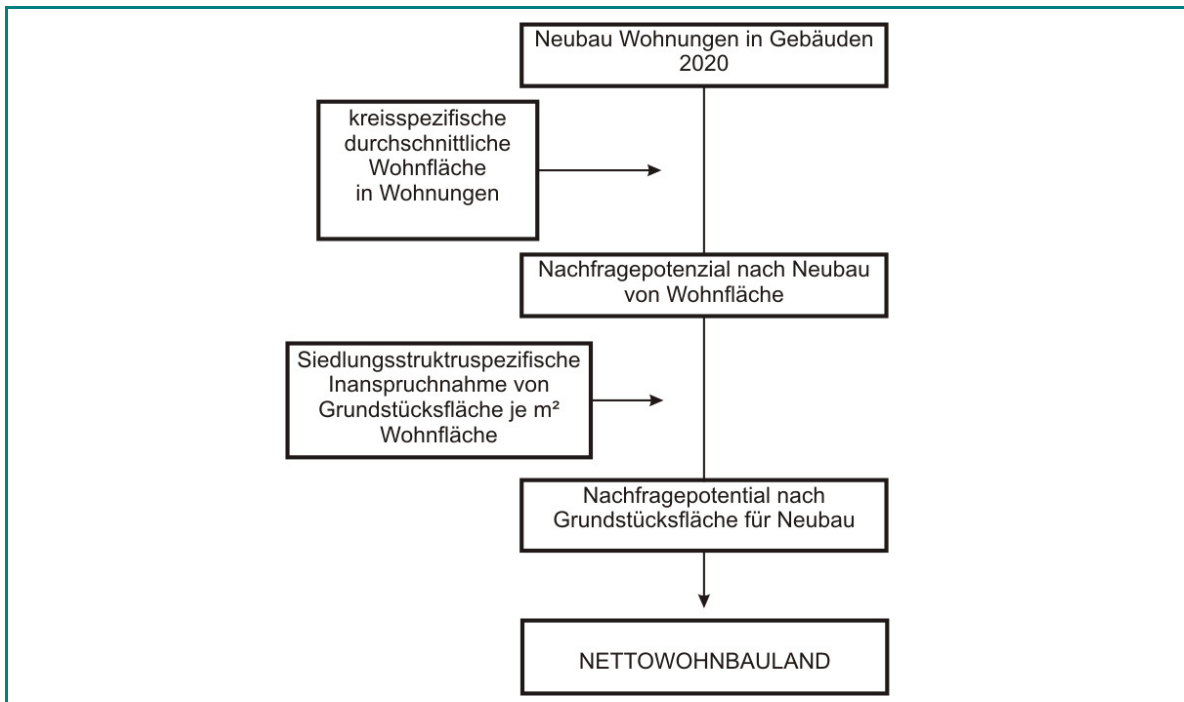 Neubau Wohnungen in Gebäuden
2020
kreisspezifische
durchschnittliche
Wohnfläche
in Wohnungen
Nachfragepotenzial nach Neubau
von Wohnfläche
Siedlungsstruktruspezifische
Inanspruchnahme von
Grundstücksfläche je m²
Wohnfläche
Nachfragepotential nach
Grundstücksfläche für Neubau
NETTOWOHNBAULAND